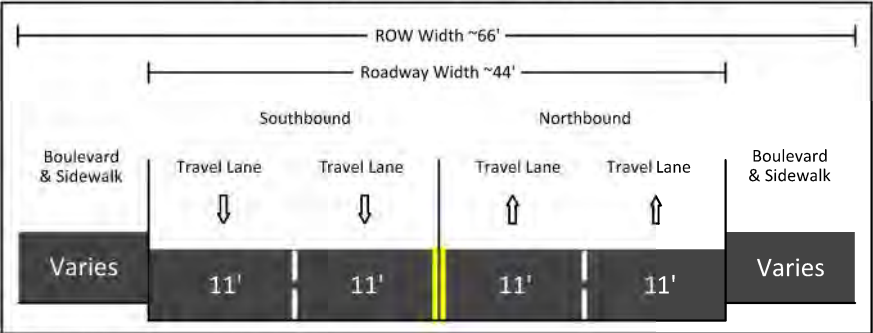 ROW Width ~66'
Roadway Width ~44'
Southbound Northbound
Boulevard
& Sidewalk
Travel Lane Travel Lane Travel Lane Travel Lane
Boulevard
& Sidewalk
Varies 11' 11' 11' 11' Varies